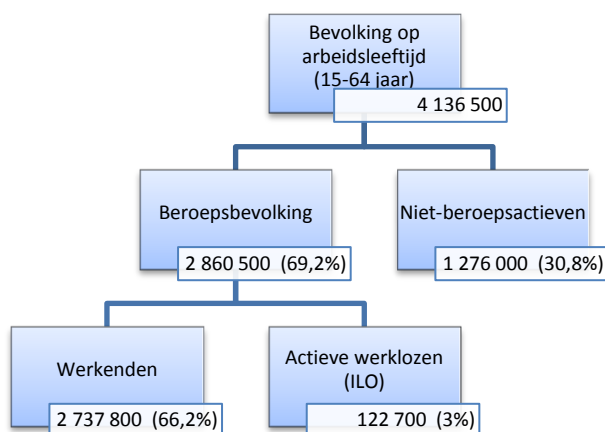 Bevolking op
arbeidsleeftijd
(15-64 jaar)
4 136 500
Beroepsbevolking
2 860 500 (69,2%)
Niet-beroepsactieven
1 276 000 (30,8%)
Werkenden
2 737 800 (66,2%)
Actieve werklozen
(ILO)
122 700 (3%)